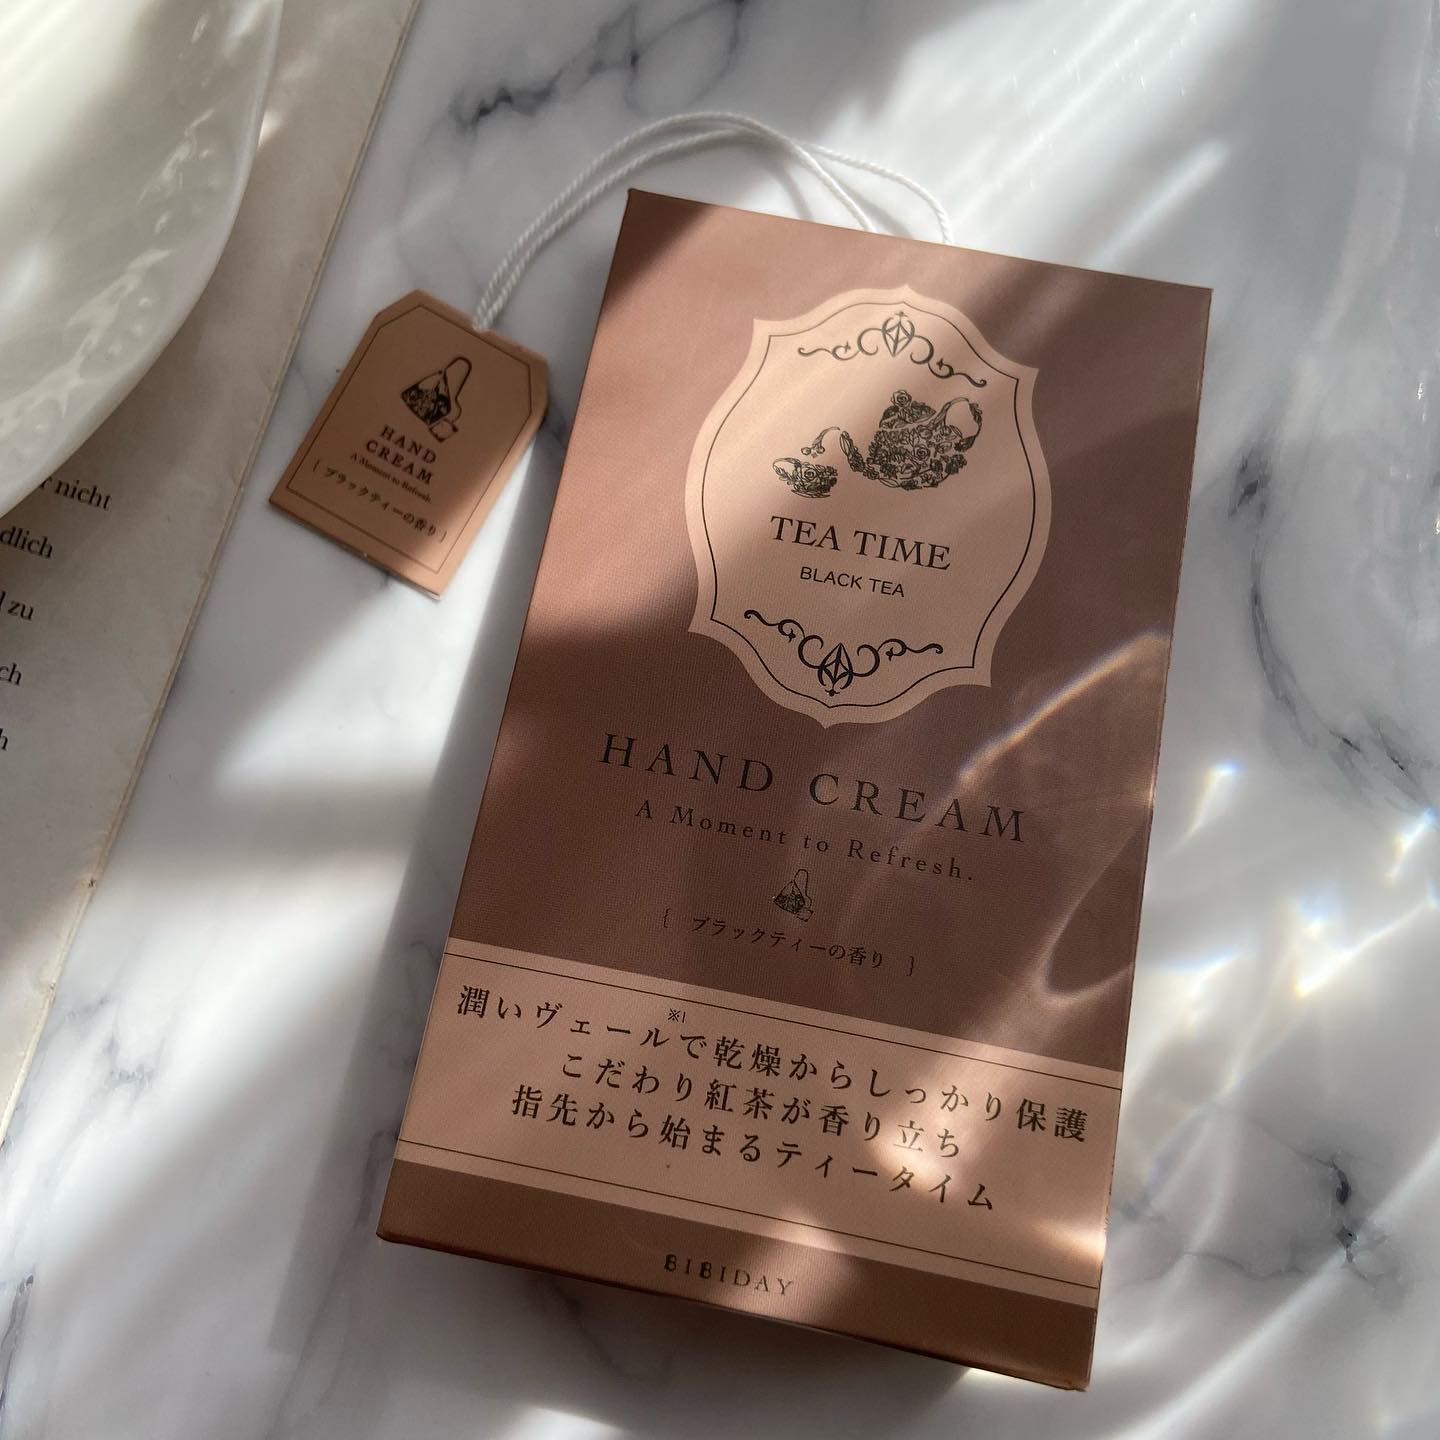 nicht
dlich
zu
ch
h
HAND
CREAM
A Moment to Refresh.
{ ブラックティーの香り }
TEA TIME
BLACK TEA
HAND CREAM
A Moment to Refresh.
{ ブラックティーの香り }
潤いヴェール※1で乾燥からしっかり保護
こだわり紅茶が香り立ち
指先から始まるティータイム
BIBIDAY